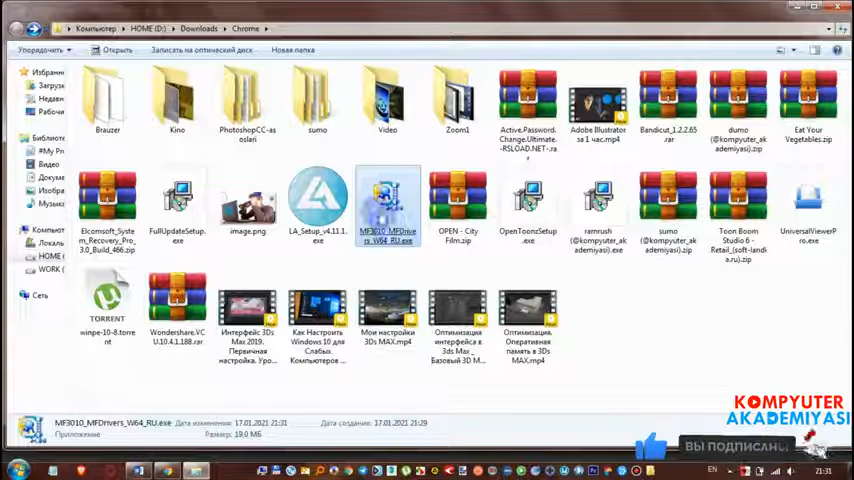 Компьютер
HOME (D:)
Downloads
Chrome
Упорядочить
Открыть
Записать на оптический диск
Новая папка
Избранн
Загрузк
Недавн
Рабочи
Библиоте
#My Pr
Видео
Докуме
Изобра
Музыка
Компьют
Локаль
HOME (
WORK (
Сеть
Brauzer
Kino
PhotoshopCC-as
oslari
sumo
Video
Zoom1
Active.Password.
Change.Ultimate.
-RSLOAD.NET-.ra
r
Adobe Illustrator
за 1 час.mp4
Bandicut_1.2.2.65
.rar
dumo
(@kompyuter_ak
ademiyasi).zip
Eat Your
Vegetables.zip
Elcomsoft_Syste
m_Recovery_Pro_
3.0_Build_466.zip
FullUpdateSetup.
exe
image.png
LA_Setup_v4.11.1.
exe
MF3010_MFDrive
rs_W64_RU.exe
OPEN - City
Film.zip
OpenToonzSetup
.exe
ramrush
(@kompyuter_ak
ademiyasi).exe
sumo
(@kompyuter_ak
ademiyasi).zip
Toon Boom
Studio 6 -
Retail_(soft-landi
a.ru).zip
UniversalViewerP
ro.exe
TORRENT
winpe-10-8.torre
nt
Wondershare.VC
U.10.4.1.188.rar
Интерфейс 3Ds
Max 2019.
Первичная
настройка. Уро...
Как Настроить
Windows 10 для
Слабых
Компьютеров ...
Мои настройки
3Ds MAX.mp4
Оптимизация
интерфейса в
3ds Max _
Базовый 3D M...
Оптимизация.
Оперативная
память в 3Ds
MAX.mp4
MF3010_MFDrivers_W64_RU.exe
Дата изменения: 17.01.2021 21:31
Дата создания: 17.01.2021 21:29
Приложение
Размер: 19,0 МБ
KOMPYUTER
AKADEMIYASI
ВЫ ПОДПИСАНЫ
EN
21:31